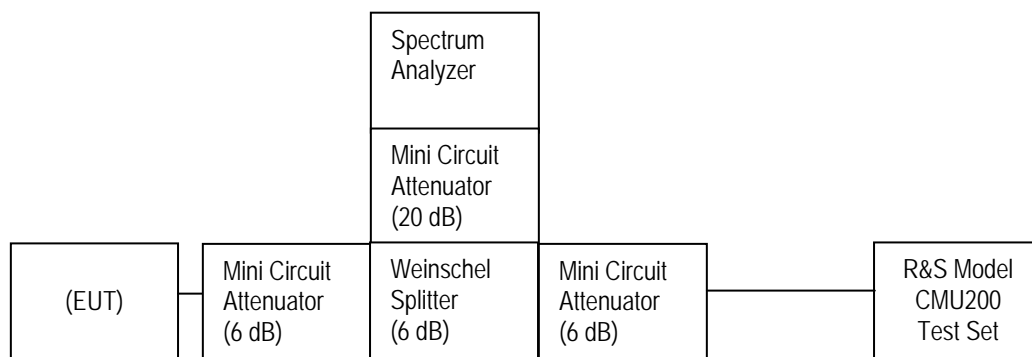 Spectrum
Analyzer
Mini Circuit
Attenuator
(20 dB)
(EUT)
Mini Circuit
Attenuator
(6 dB)
Weinschel
Splitter
(6 dB)
Mini Circuit
Attenuator
(6 dB)
R&S Model
CMU200
Test Set